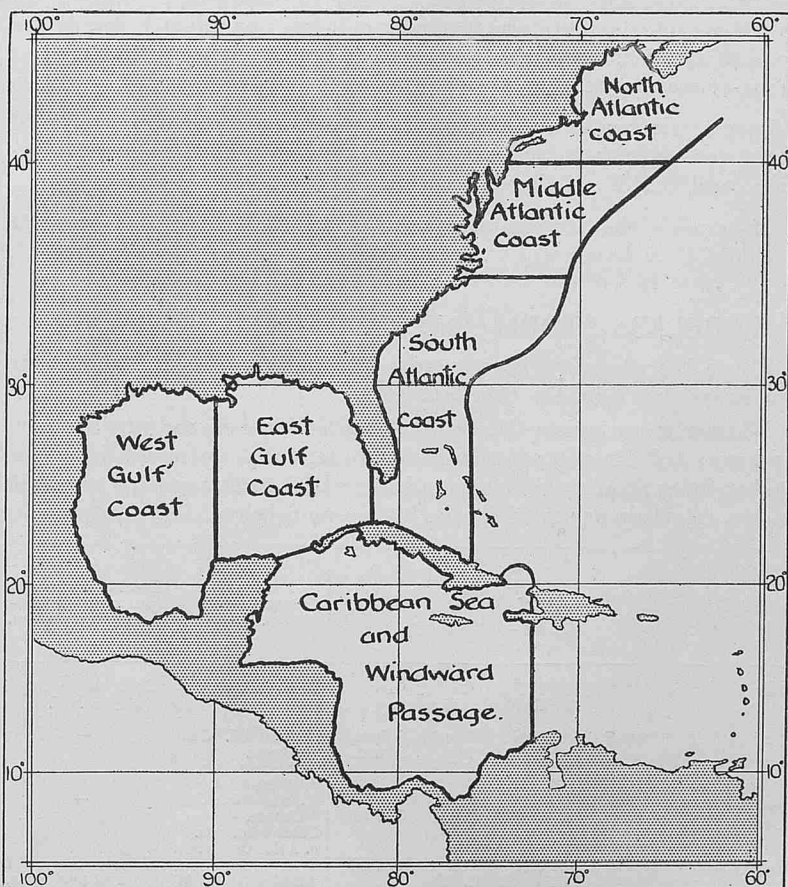 100° 90° 80° 70° 60°
North
Atlantic
coast
40° 40°
Middle
Atlantic
Coast
South
Atlantic
Coast
30° 30°
West
Gulf
Coast
East
Gulf
Coast
20° 20°
Caribbean Sea
and
Windward
Passage.
10° 10°
100° 90° 80° 70° 60°